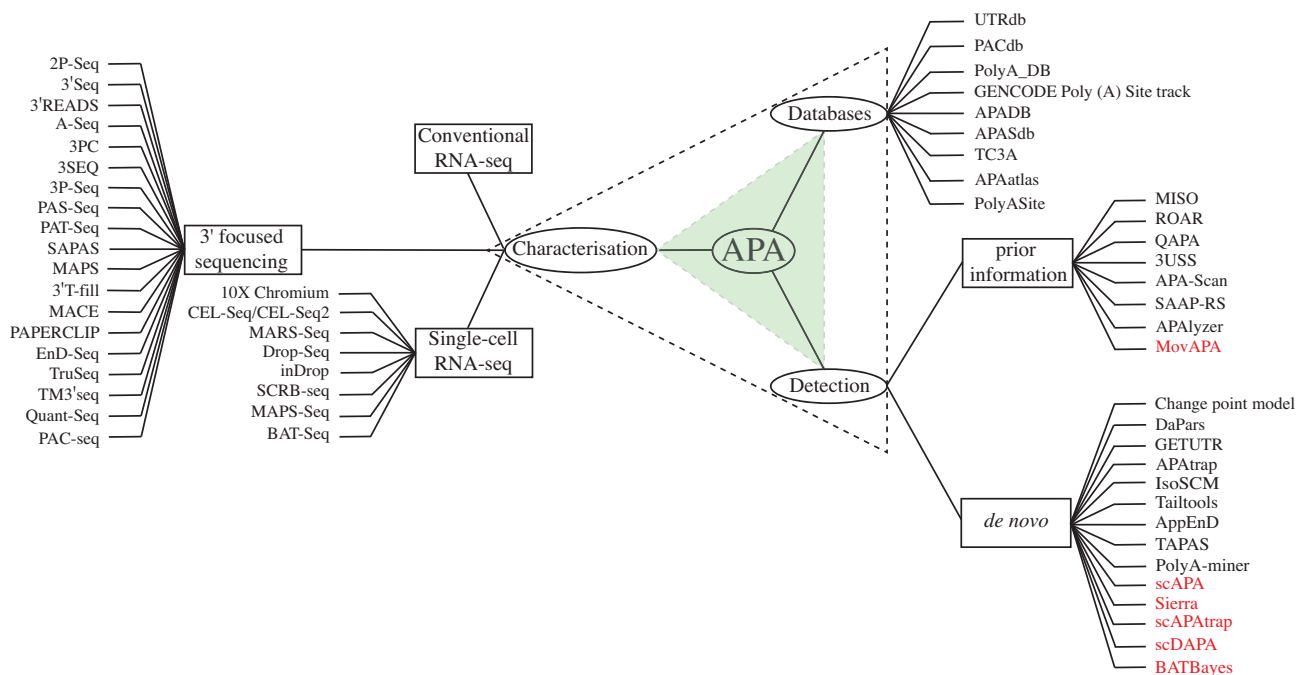 2P-Seq
3'Seq
3'READS
A-Seq
3PC
3SEQ
3P-Seq
PAS-Seq
PAT-Seq
SAPAS
MAPS
3'T-fill
MACE
PAPERCLIP
EnD-Seq
TruSeq
TM3'seq
Quant-Seq
PAC-seq
3' focused
sequencing
Conventional
RNA-seq
10X Chromium
CEL-Seq/CEL-Seq2
MARS-Seq
Drop-Seq
inDrop
SCRB-seq
MAPS-Seq
BAT-Seq
Single-cell
RNA-seq
Characterisation
APA
Databases
Detection
UTRdb
PACdb
PolyA_DB
GENCODE Poly (A) Site track
APADB
APASdb
TC3A
APAatlas
PolyASite
prior
information
MISO
ROAR
QAPA
3USS
APA-Scan
SAAP-RS
APAlyzer
MovAPA
de novo
Change point model
DaPars
GETUTR
APAtrap
IsoSCM
Tailtools
AppEnD
TAPAS
PolyA-miner
scAPA
Sierra
scAPAtrap
scDAPA
BATBayes